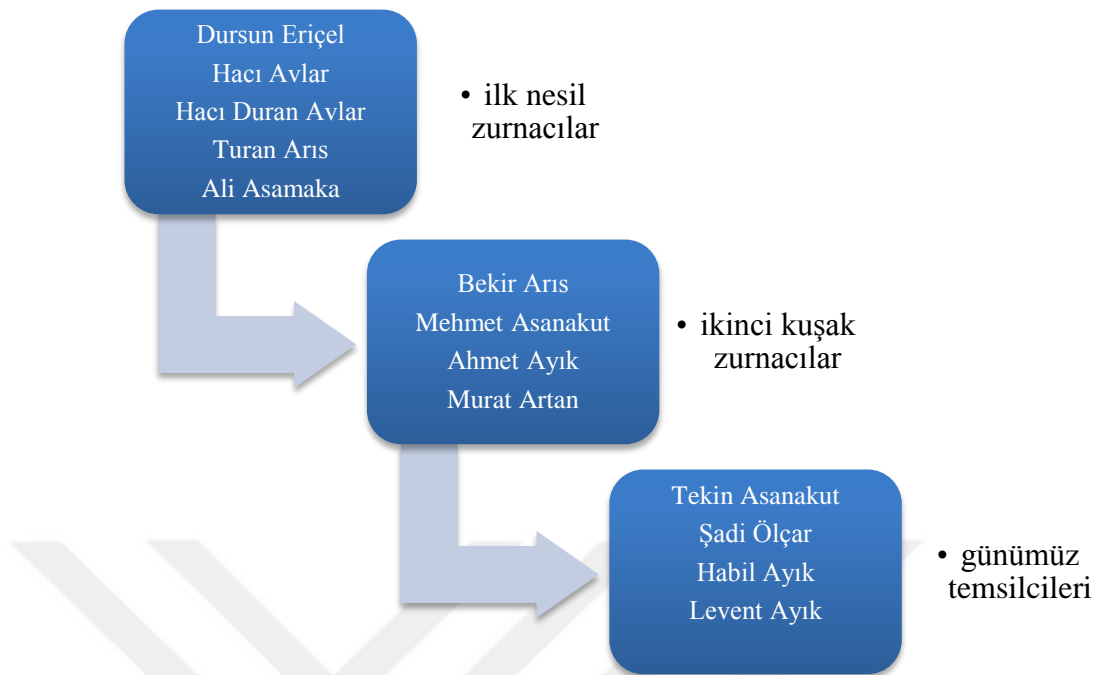 Dursun Eriçel
Hacı Avlar
Hacı Duran Avlar
Turan Arıs
Ali Asamaka
• ilk nesil
zurnacılar
Bekir Arıs
Mehmet Asanakut
Ahmet Ayık
Murat Artan
• ikinci kuşak
zurnacılar
Tekin Asanakut
Şadi Ölçar
Habil Ayık
Levent Ayık
• günümüz
temsilcileri